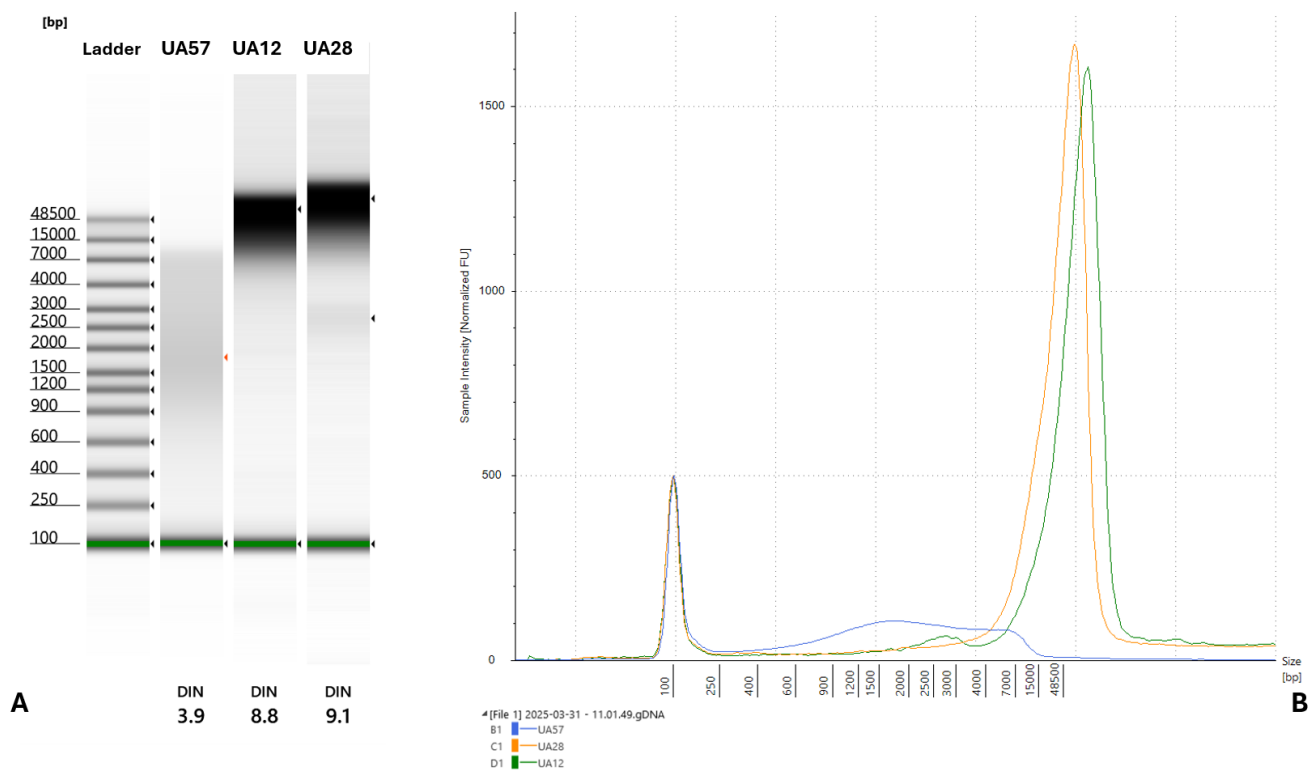 [bp]
Ladder UA57 UA12 UA28
48500
15000
7000
4000
3000
2500
2000
1500
1200
900
600
400
250
100
DIN DIN DIN
3.9 8.8 9.1
A
Sample Intensity [Normalized FU]
1500
1000
500
0
100 250 400 600 900 1200 1500 2000 2500 3000 4000 7000 15000 48500
Size
[bp]
[File 1] 2025-03-31 - 11.01.49.gDNA
B1 UA57
C1 UA28
D1 UA12
B